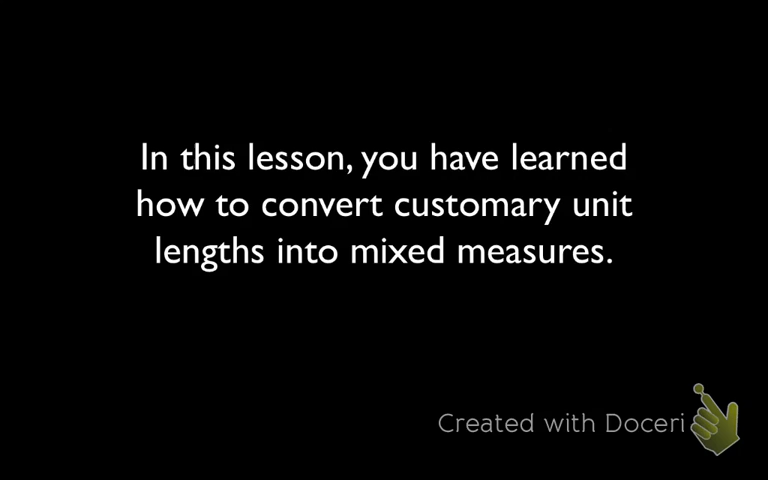 In this lesson, you have learned
how to convert customary unit
lengths into mixed measures.
Created with Doceri